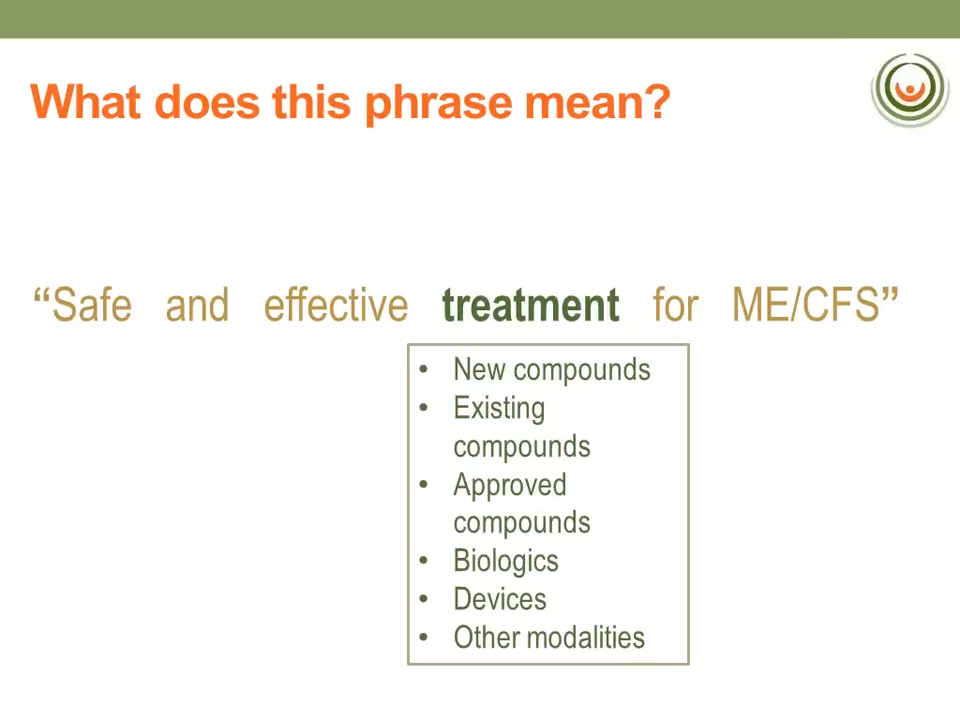 What does this phrase mean?
“Safe and effective treatment for ME/CFS”
• New compounds
• Existing
compounds
• Approved
compounds
• Biologics
• Devices
• Other modalities